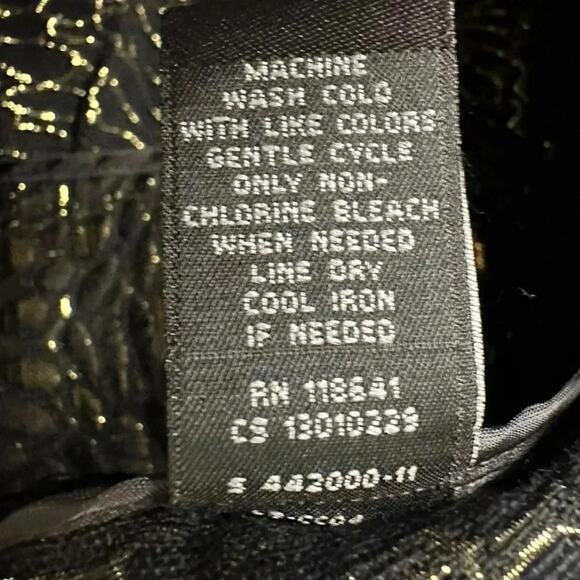 MACHINE
WASH COLD
WITH LIKE COLORS
GENTLE CYCLE
ONLY NON-
CHLORINE BLEACH
WHEN NEEDED
LINE DRY
COOL IRON
IF NEEDED
RN 118641
CS 13010229
S 442000-11